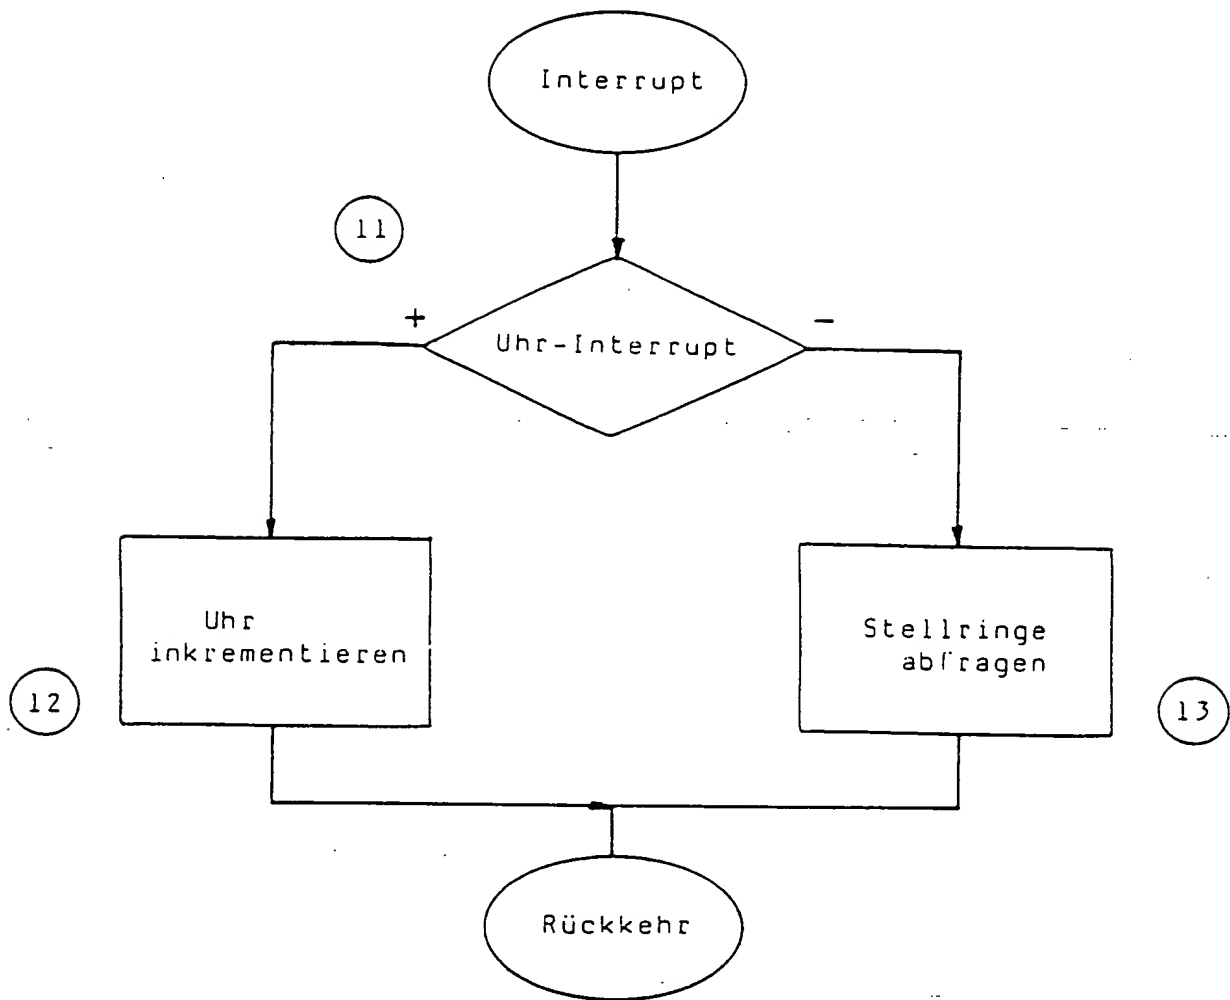 Interrupt
11
+
-
Uhr-Interrupt
Uhr
inkrementieren
Stellringe
abfragen
12
13
Rückkehr